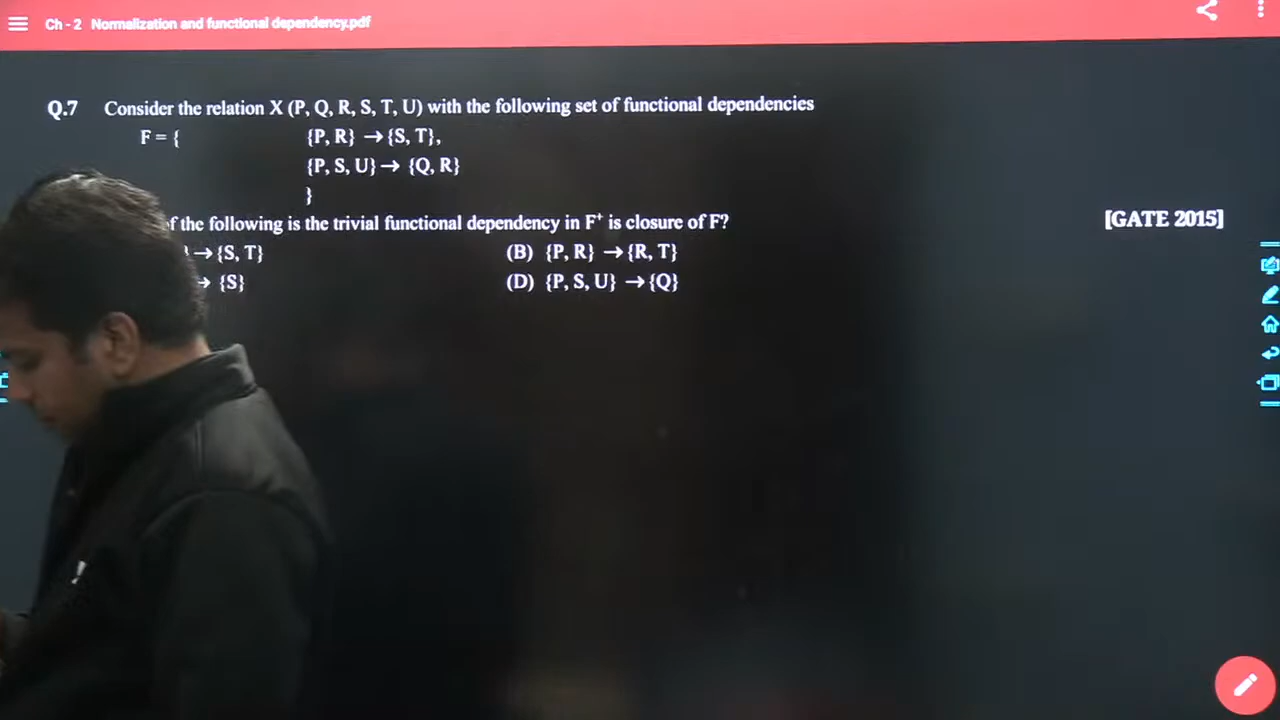 Ch - 2 Normalization and functional dependency.pdf
Q.7 Consider the relation X (P, Q, R, S, T, U) with the following set of functional dependencies
F = { {P, R} → {S, T},
{P, S, U} → {Q, R}
}
of the following is the trivial functional dependency in F⁺ is closure of F? [GATE 2015]
} → {S, T} (B) {P, R} → {R, T}
→ {S} (D) {P, S, U} → {Q}